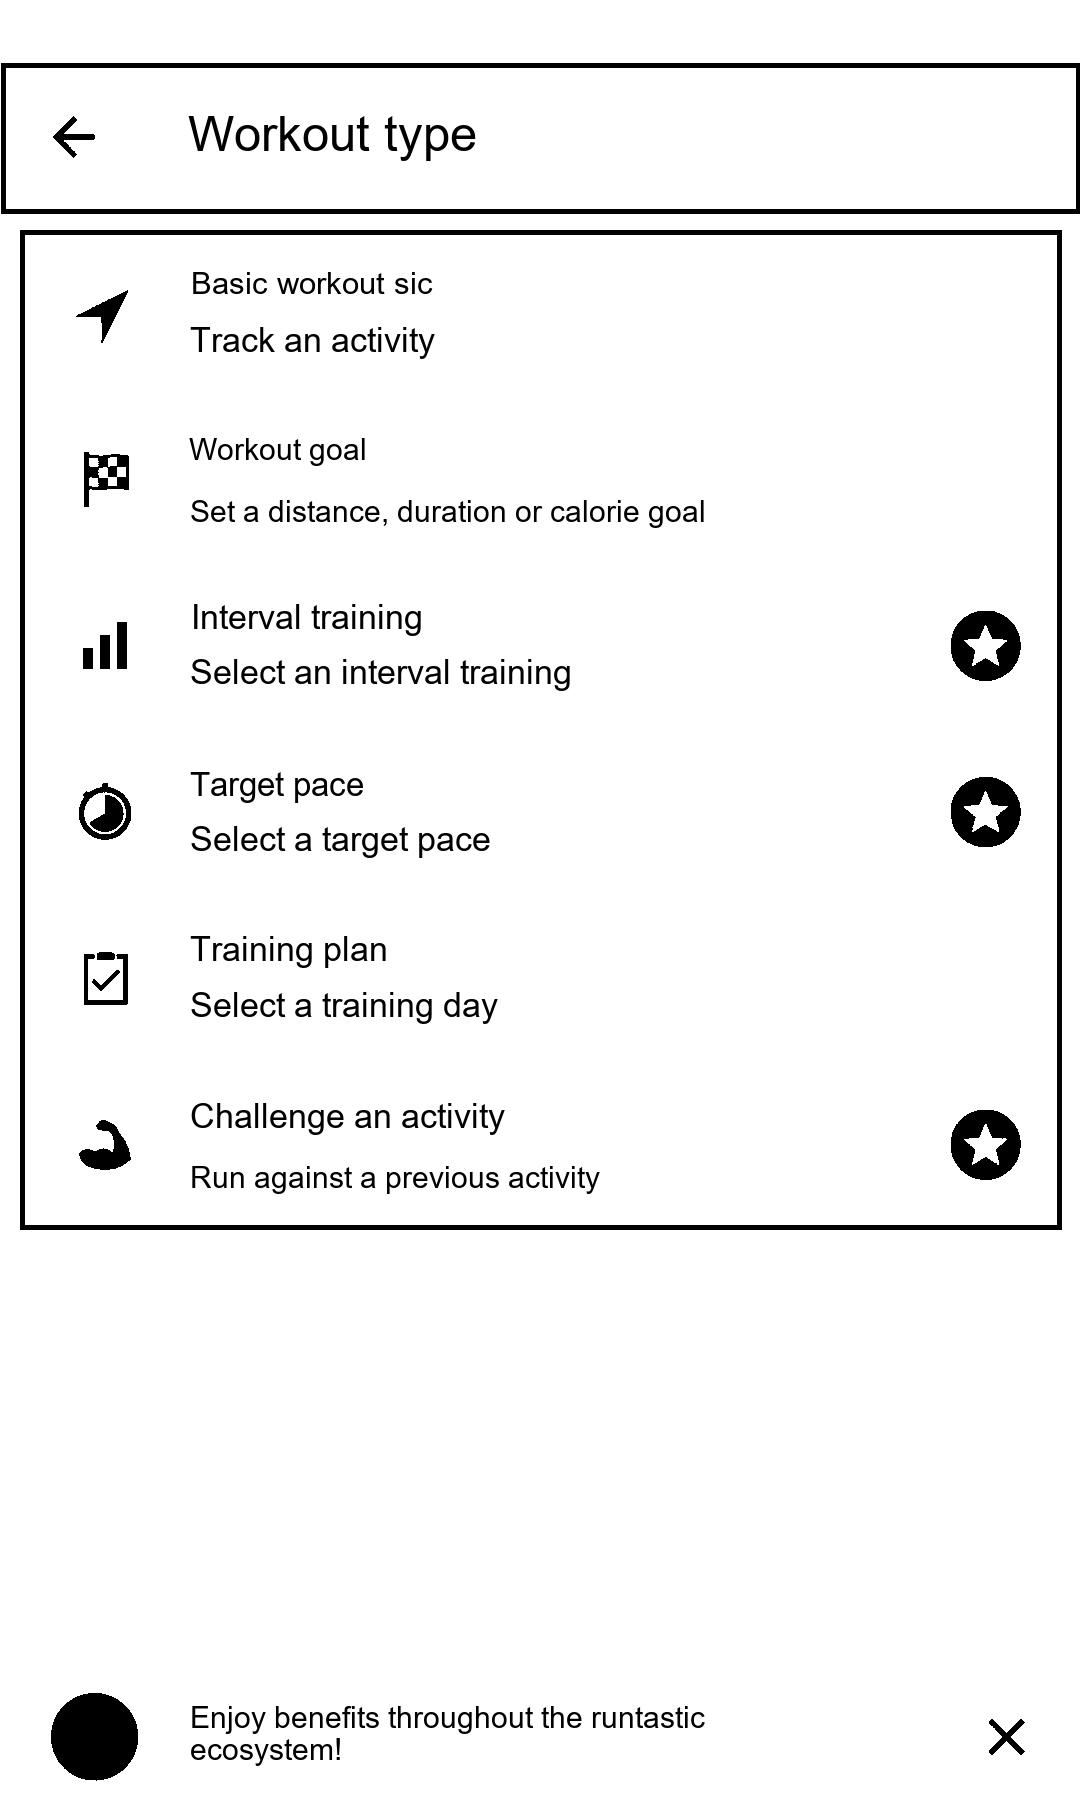 Workout type
Basic workout sic
Track an activity
Workout goal
Set a distance, duration or calorie goal
Interval training
Select an interval training
Target pace
Select a target pace
Training plan
Select a training day
Challenge an activity
Run against a previous activity
Enjoy benefits throughout the runtastic
ecosystem!